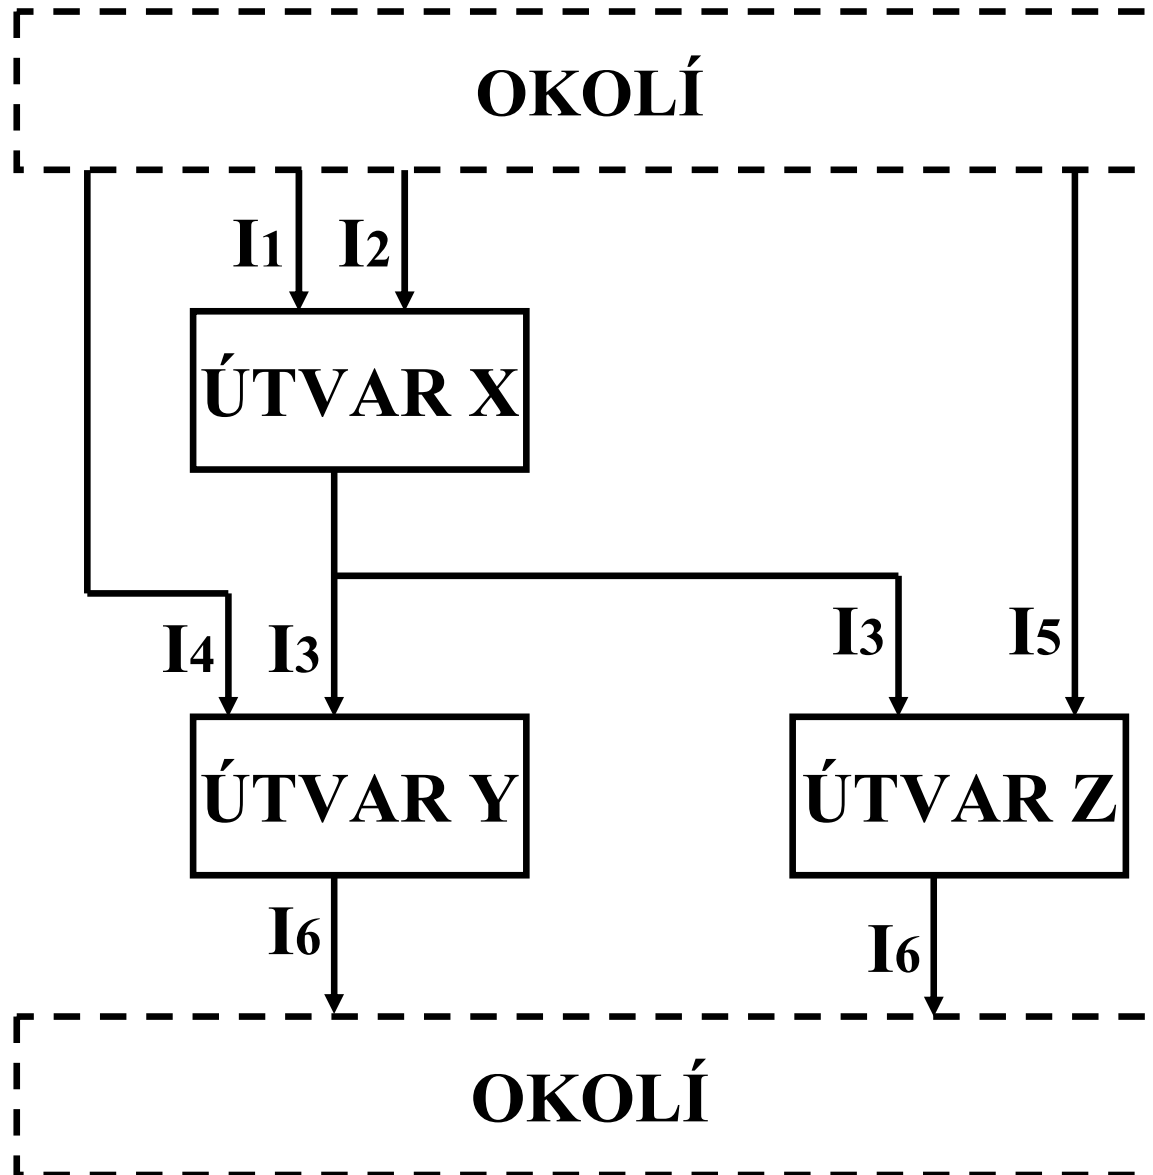 OKOLÍ
I1 I2
ÚTVAR X
I4 I3 I3 I5
ÚTVAR Y ÚTVAR Z
I6 I6
OKOLÍ